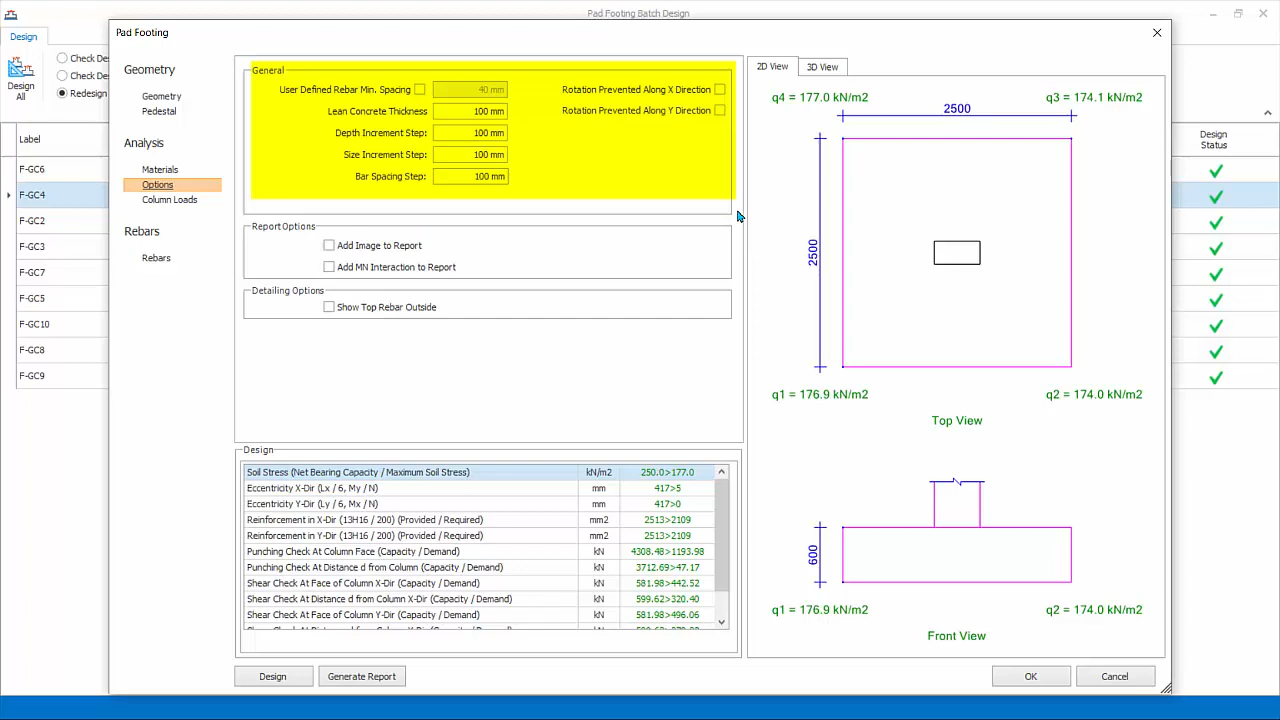 Pad Footing Batch Design
Design
Design
All
Check De
Check De
Redesign
Label
F-GC6
F-GC4
F-GC2
F-GC3
F-GC7
F-GC5
F-GC10
F-GC8
F-GC9
Design
Status
Pad Footing
Geometry
Geometry
Pedestal
Analysis
Materials
Options
Column Loads
Rebars
Rebars
General
User Defined Rebar Min. Spacing 40 mm
Rotation Prevented Along X Direction
Lean Concrete Thickness 100 mm
Rotation Prevented Along Y Direction
Depth Increment Step: 100 mm
Size Increment Step: 100 mm
Bar Spacing Step: 100 mm
Report Options
Add Image to Report
Add MN Interaction to Report
Detailing Options
Show Top Rebar Outside
Design
Soil Stress (Net Bearing Capacity / Maximum Soil Stress) kN/m2 250.0>177.0
Eccentricity X-Dir (Lx / 6, My / N) mm 417>5
Eccentricity Y-Dir (Ly / 6, Mx / N) mm 417>0
Reinforcement in X-Dir (13H16 / 200) (Provided / Required) mm2 2513>2109
Reinforcement in Y-Dir (13H16 / 200) (Provided / Required) mm2 2513>2109
Punching Check At Column Face (Capacity / Demand) kN 4308.48>1193.98
Punching Check At Distance d from Column (Capacity / Demand) kN 3712.69>47.17
Shear Check At Face of Column X-Dir (Capacity / Demand) kN 581.98>442.52
Shear Check At Distance d from Column X-Dir (Capacity / Demand) kN 599.62>320.40
Shear Check At Face of Column Y-Dir (Capacity / Demand) kN 581.98>496.06
Design
Generate Report
2D View
3D View
q4 = 177.0 kN/m2
q3 = 174.1 kN/m2
2500
2500
q1 = 176.9 kN/m2
q2 = 174.0 kN/m2
Top View
600
q1 = 176.9 kN/m2
q2 = 174.0 kN/m2
Front View
OK
Cancel